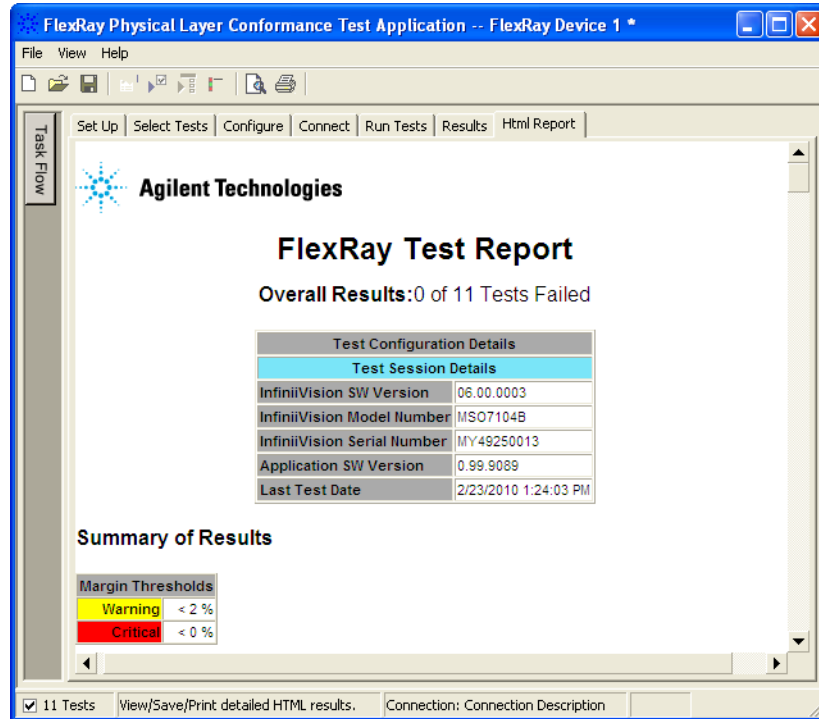 FlexRay Physical Layer Conformance Test Application -- FlexRay Device 1 *
File View Help
Task Flow
Set Up Select Tests Configure Connect Run Tests Results Html Report
Agilent Technologies
FlexRay Test Report
Overall Results:0 of 11 Tests Failed
Test Configuration Details
Test Session Details
InfiniiVision SW Version 06.00.0003
InfiniiVision Model Number MSO7104B
InfiniiVision Serial Number MY49250013
Application SW Version 0.99.9089
Last Test Date 2/23/2010 1:24:03 PM
Summary of Results
Margin Thresholds
Warning < 2 %
Critical < 0 %
11 Tests View/Save/Print detailed HTML results. Connection: Connection Description